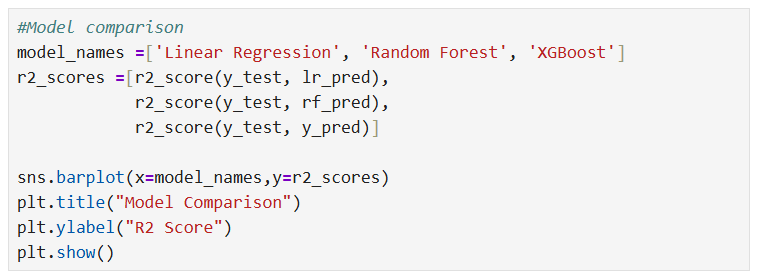 #Model comparison
model_names =['Linear Regression', 'Random Forest', 'XGBoost']
r2_scores =[r2_score(y_test, lr_pred),
            r2_score(y_test, rf_pred),
            r2_score(y_test, y_pred)]

sns.barplot(x=model_names,y=r2_scores)
plt.title("Model Comparison")
plt.ylabel("R2 Score")
plt.show()